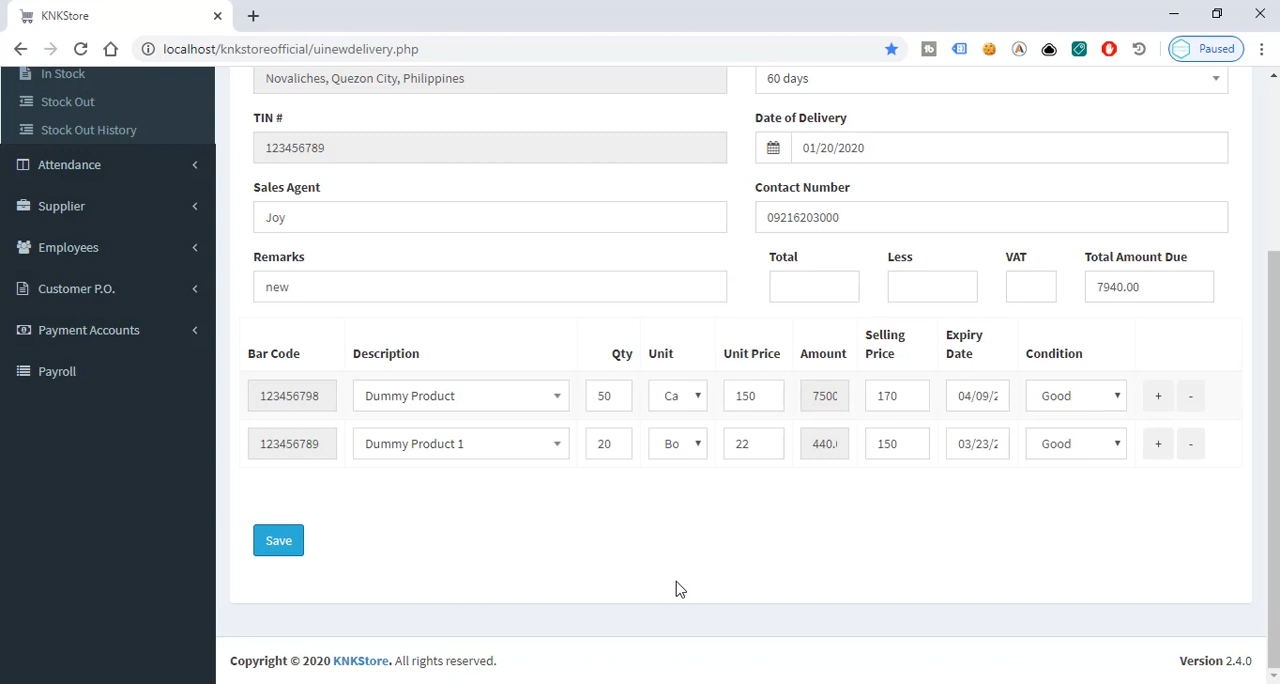 KNKStore
localhost/knkstoreofficial/uinewdelivery.php
Paused
In Stock
Stock Out
Stock Out History
Attendance
Supplier
Employees
Customer P.O.
Payment Accounts
Payroll
Novaliches, Quezon City, Philippines
60 days
TIN #
Date of Delivery
123456789
01/20/2020
Sales Agent
Contact Number
Joy
09216203000
Remarks Total Less VAT Total Amount Due
new 7940.00
Bar Code Description Qty Unit Unit Price Amount Selling Price Expiry Date Condition
123456798 Dummy Product 50 Ca 150 7500 170 04/09/2 Good + -
123456789 Dummy Product 1 20 Bo 22 440. 150 03/23/2 Good + -
Save
Copyright © 2020 KNKStore. All rights reserved.
Version 2.4.0